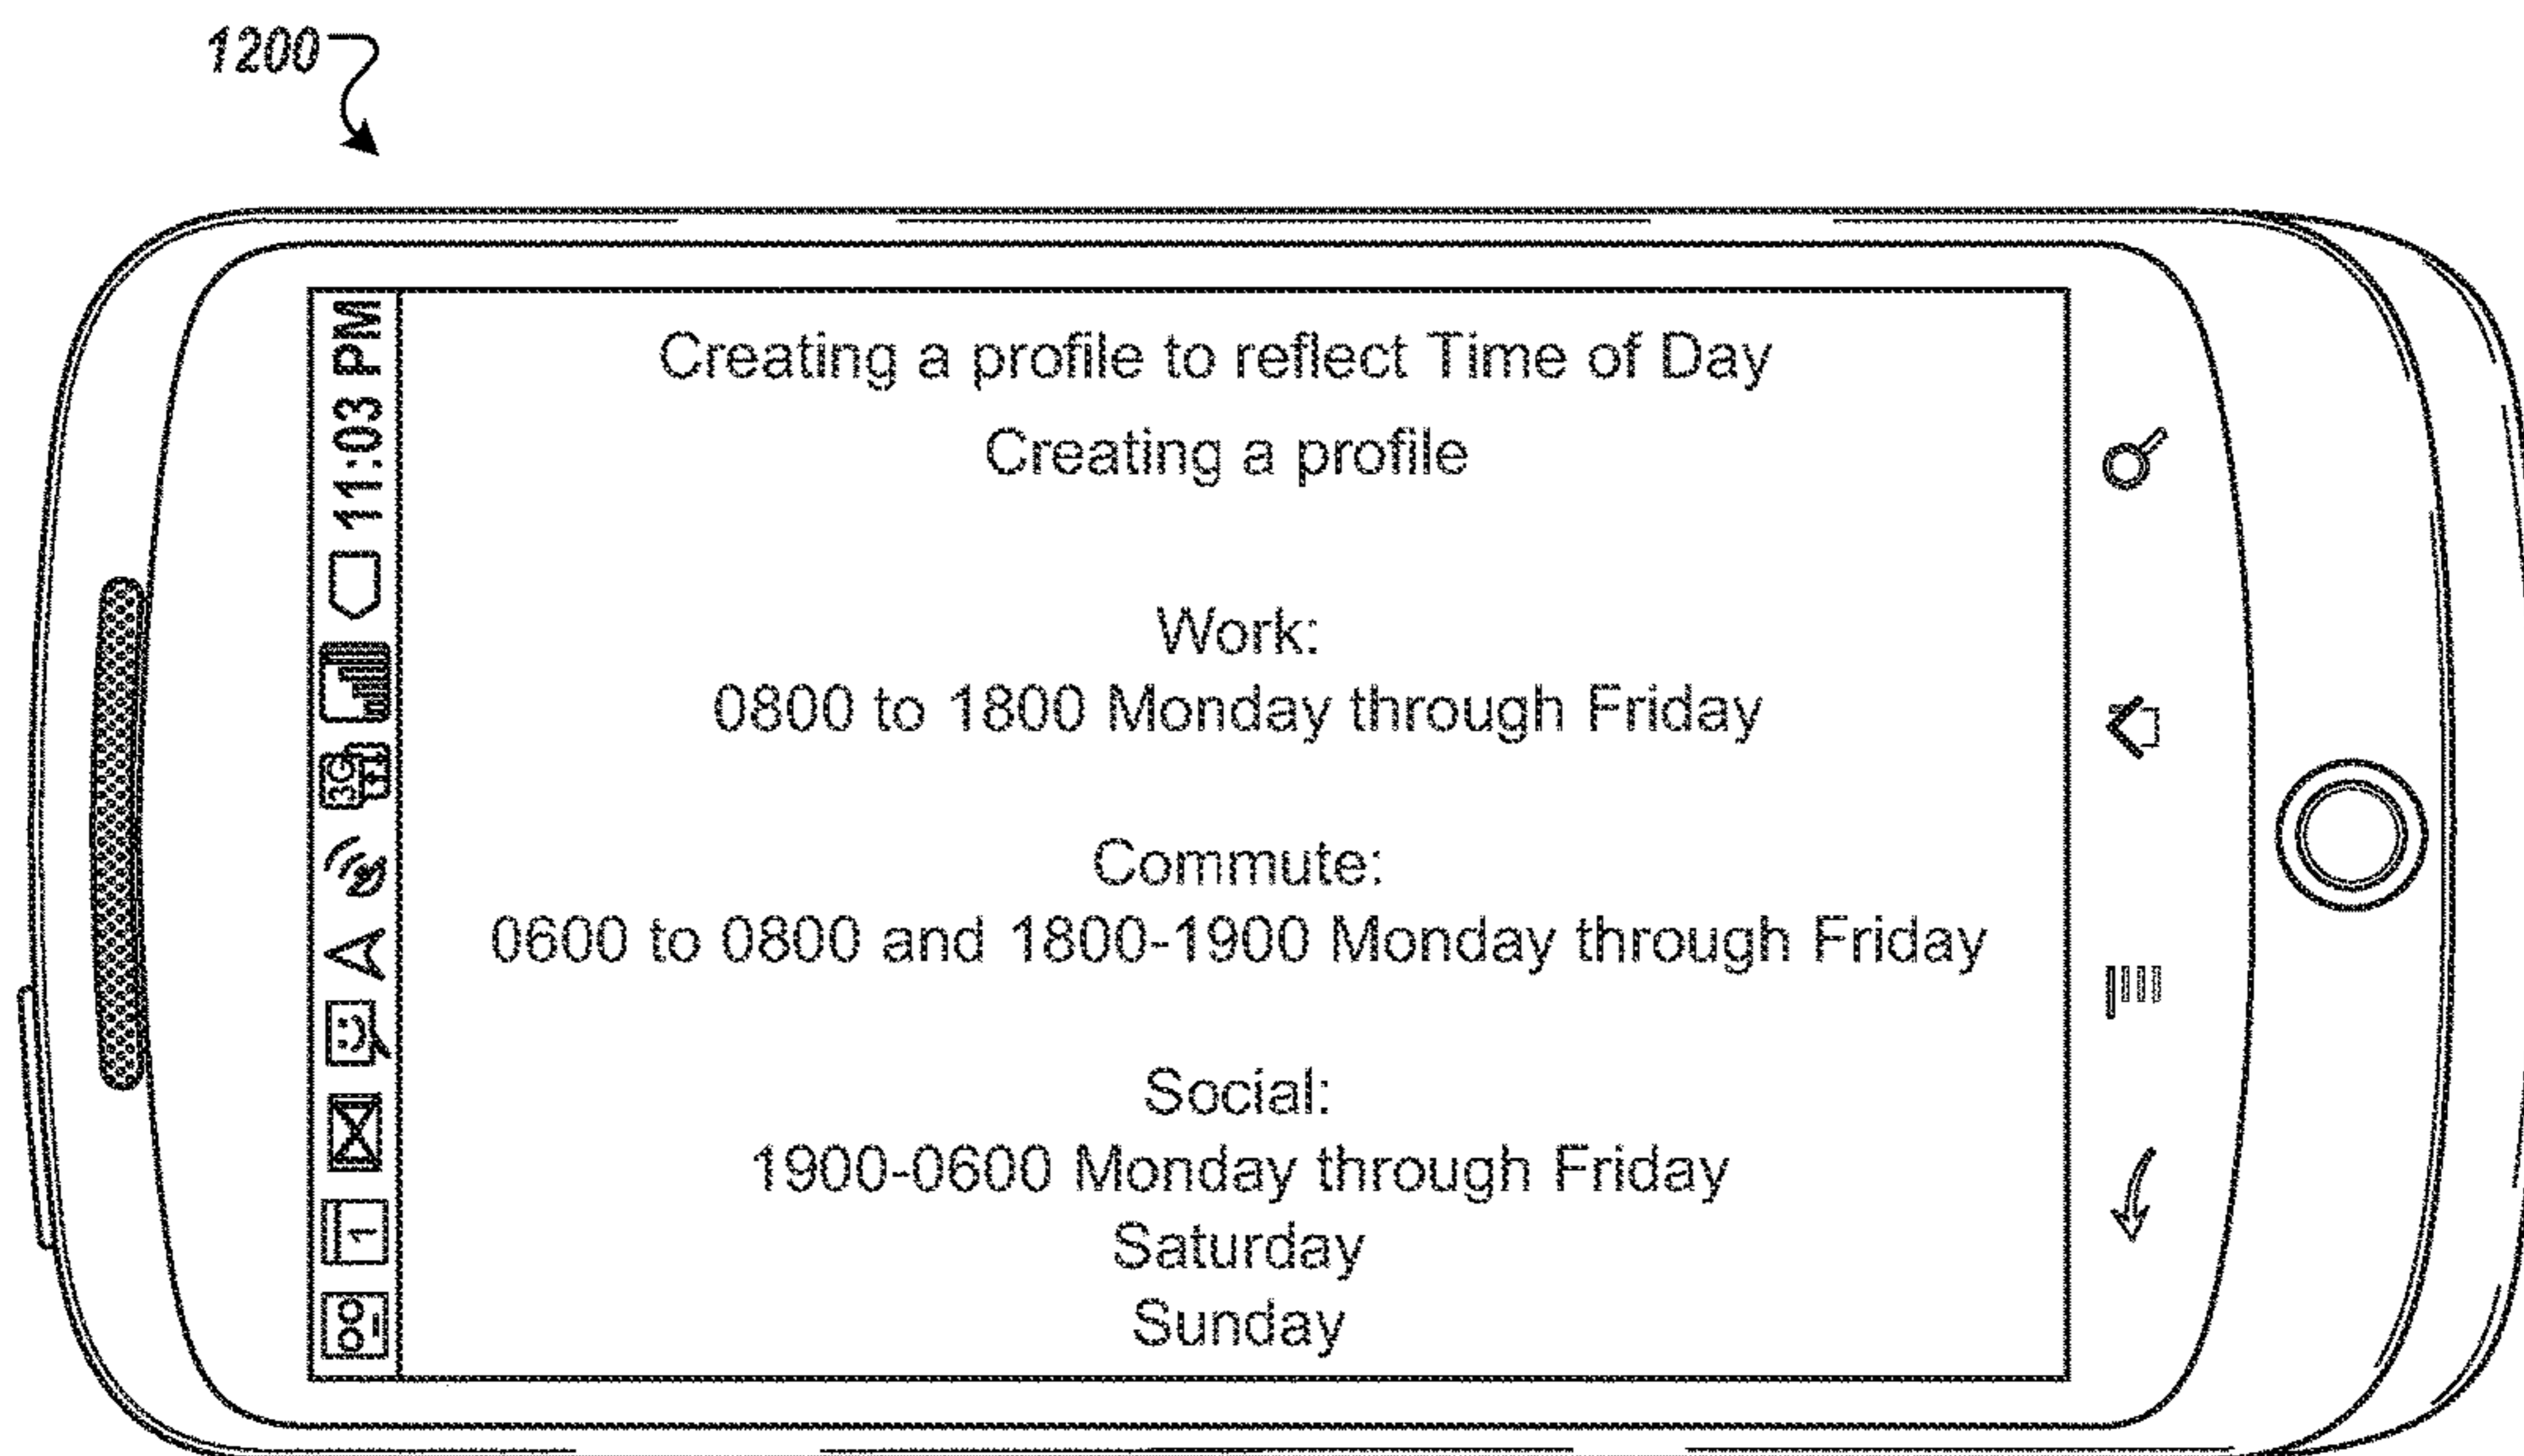 1200
11:03 PM
3G
1
Creating a profile to reflect Time of Day
Creating a profile
Work:
0800 to 1800 Monday through Friday
Commute:
0600 to 0800 and 1800-1900 Monday through Friday
Social:
1900-0600 Monday through Friday
Saturday
Sunday